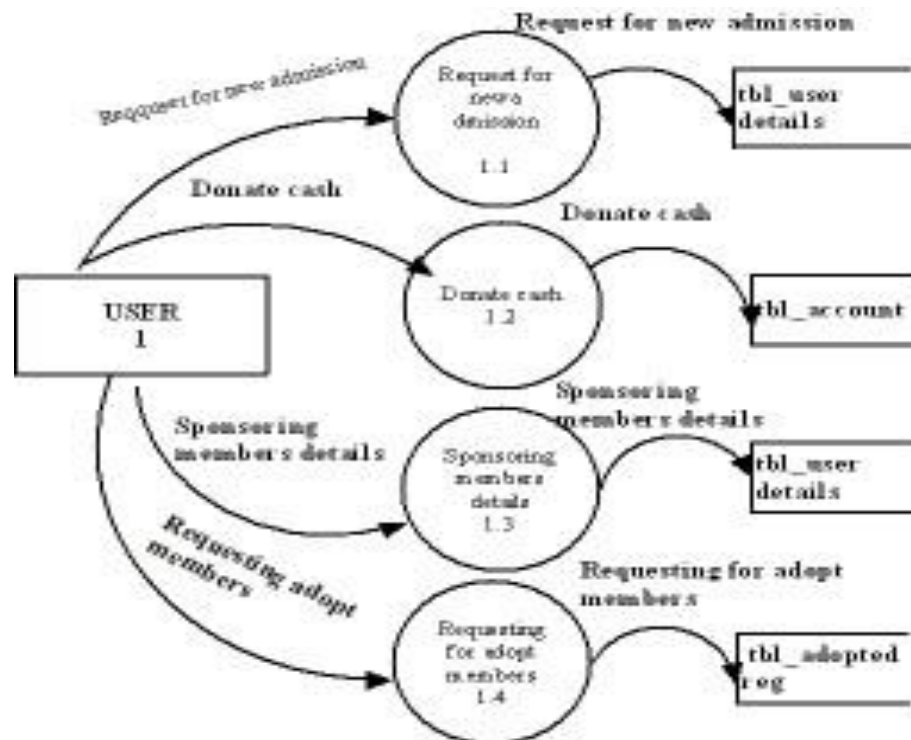 Request for new admission
Reqquest for new admission
Request for
new a
dmission
1.1
tbl_user
details
Donate cash
Donate cash
Donate cash
1.2
tbl_account
USER
1
Sponsoring
members details
Sponsoring
members details
Sponsoring
members
details
1.3
tbl_user
details
Requesting adopt
members
Requesting for adopt
members
Requesting
for adopt
members
1.4
tbl_adopted
reg